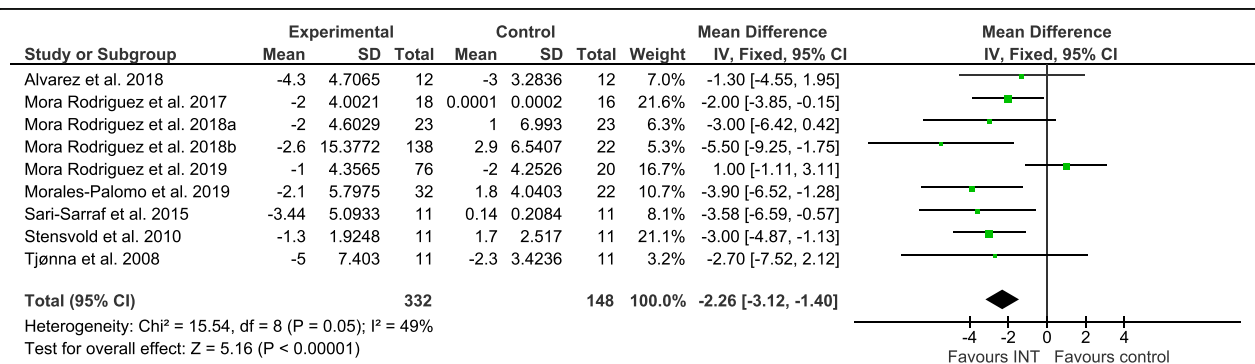 Experimental Control Mean Difference Mean Difference
Study or Subgroup Mean SD Total Mean SD Total Weight IV, Fixed, 95% CI IV, Fixed, 95% CI
Alvarez et al. 2018 -4.3 4.7065 12 -3 3.2836 12 7.0% -1.30 [-4.55, 1.95]
Mora Rodriguez et al. 2017 -2 4.0021 18 0.0001 0.0002 16 21.6% -2.00 [-3.85, -0.15]
Mora Rodriguez et al. 2018a -2 4.6029 23 1 6.993 23 6.3% -3.00 [-6.42, 0.42]
Mora Rodriguez et al. 2018b -2.6 15.3772 138 2.9 6.5407 22 5.3% -5.50 [-9.25, -1.75]
Mora Rodriguez et al. 2019 -1 4.3565 76 -2 4.2526 20 16.7% 1.00 [-1.11, 3.11]
Morales-Palomo et al. 2019 -2.1 5.7975 32 1.8 4.0403 22 10.7% -3.90 [-6.52, -1.28]
Sari-Sarraf et al. 2015 -3.44 5.0933 11 0.14 0.2084 11 8.1% -3.58 [-6.59, -0.57]
Stensvold et al. 2010 -1.3 1.9248 11 1.7 2.517 11 21.1% -3.00 [-4.87, -1.13]
Tjønna et al. 2008 -5 7.403 11 -2.3 3.4236 11 3.2% -2.70 [-7.52, 2.12]
Total (95% CI) 332 148 100.0% -2.26 [-3.12, -1.40]
Heterogeneity: Chi² = 15.54, df = 8 (P = 0.05); I² = 49%
Test for overall effect: Z = 5.16 (P < 0.00001)
-4 -2 0 2 4
Favours INT Favours control